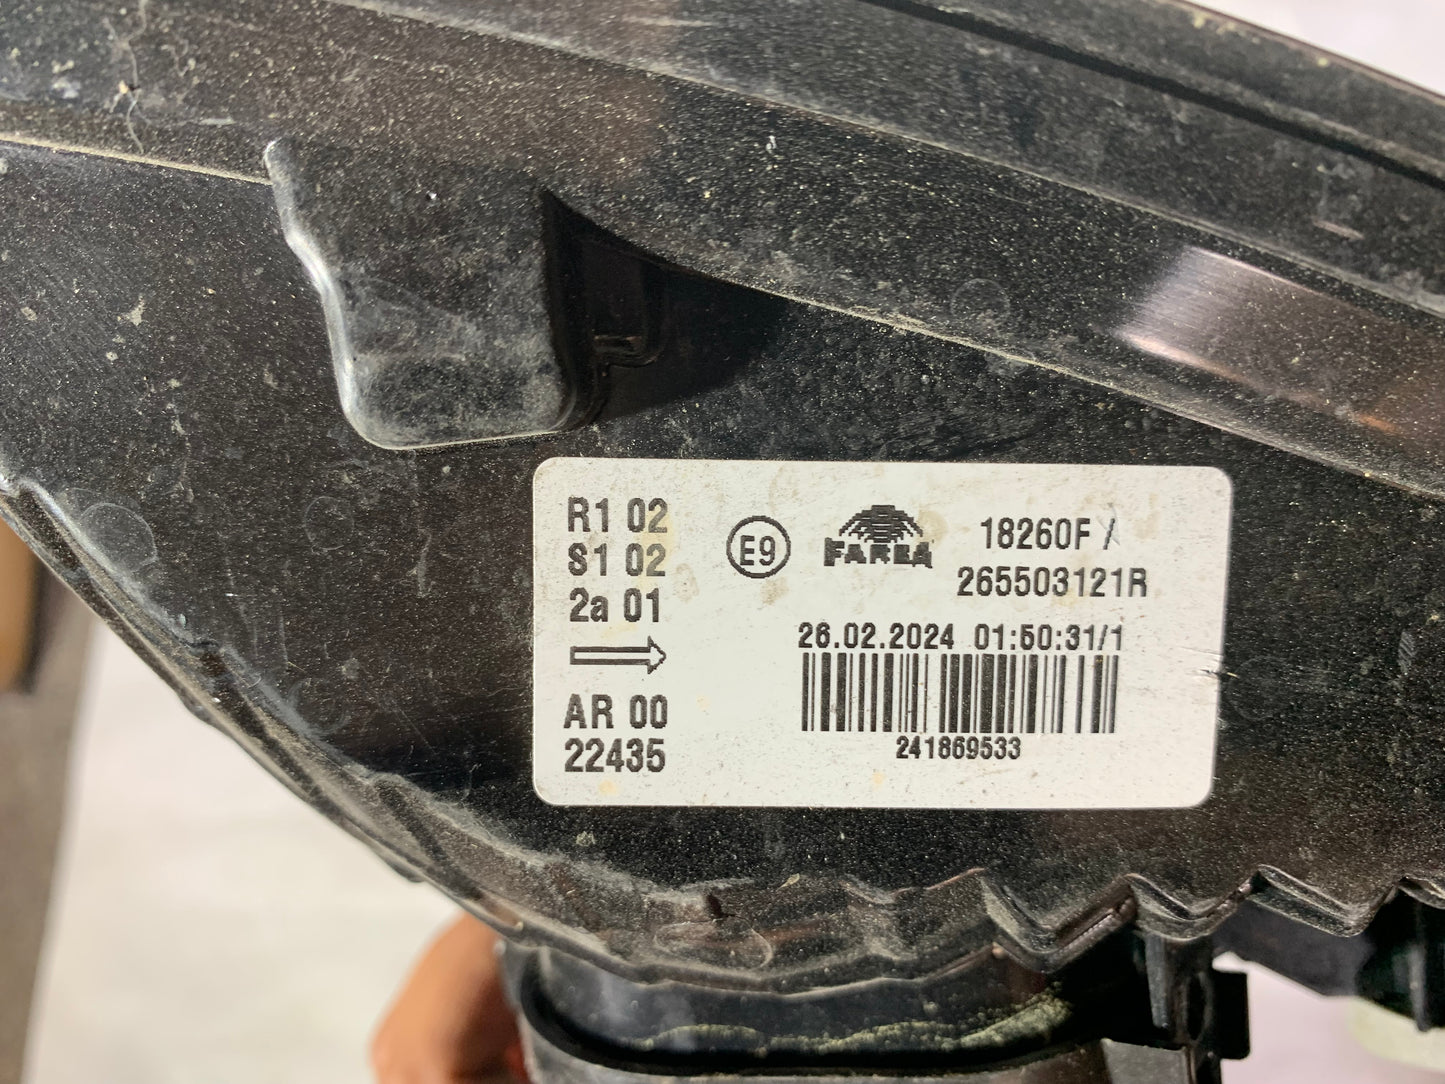 R1 02
S1 02
2a 01
AR 00
22435
E9
FARBA
18260F /
265503121R
26.02.2024 01:50:31/1
241869533